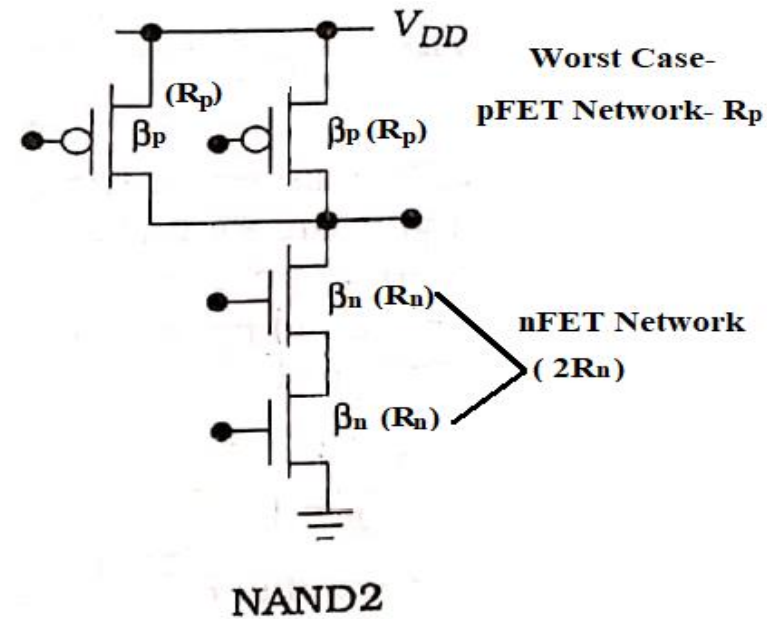 V_DD
Worst Case-
pFET Network- Rp
(Rp)
βp
βp (Rp)
βn (Rn)
nFET Network
( 2Rn)
βn (Rn)
NAND2